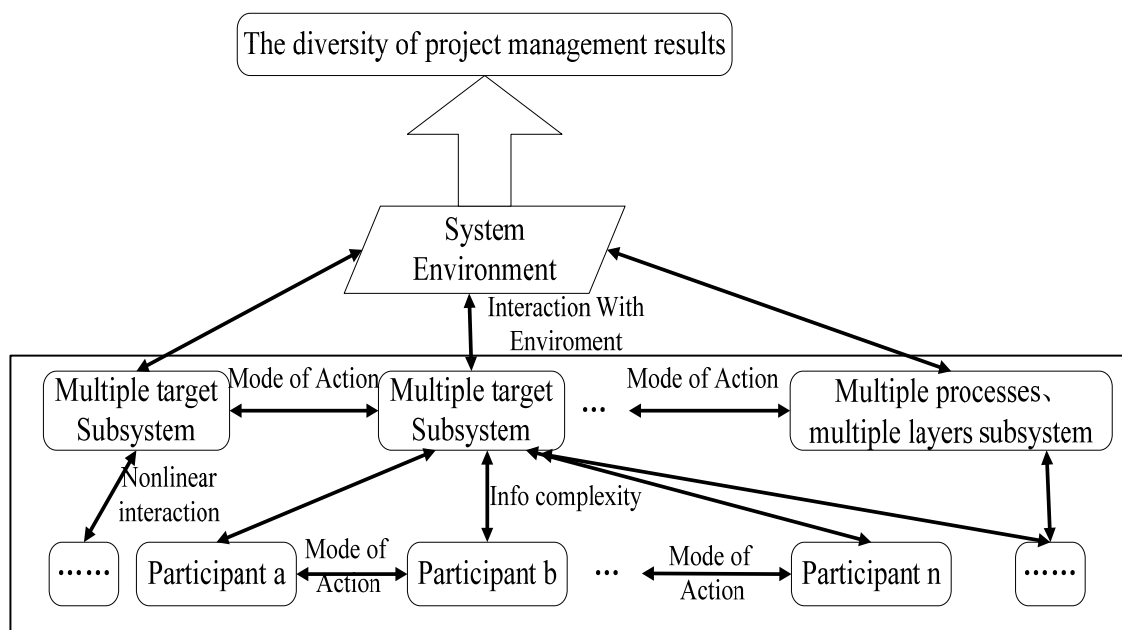 The diversity of project management results
System
Environment
Interaction With
Enviroment
Multiple target
Subsystem
Mode of Action
Multiple target
Subsystem
...
Mode of Action
Multiple processes、
multiple layers subsystem
Nonlinear
interaction
Info complexity
......
Participant a
Mode of
Action
Participant b
...
Mode of
Action
Participant n
......